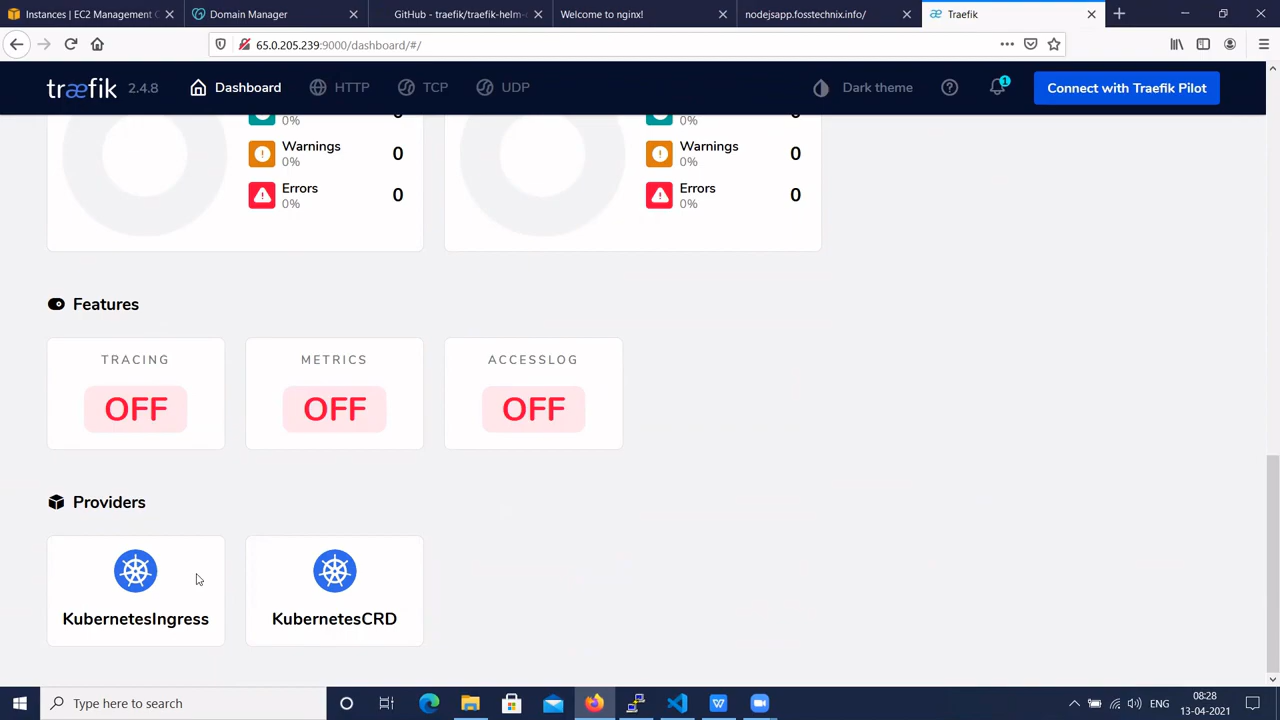 Instances | EC2 Management C
Domain Manager
GitHub - traefik/traefik-helm-c
Welcome to nginx!
nodejsapp.fosstechnix.info/
Traefik
65.0.205.239:9000/dashboard/#/
træfik 2.4.8
Dashboard
HTTP
TCP
UDP
Dark theme
1
Connect with Traefik Pilot
0%
0%
Warnings 0
0%
Warnings 0
0%
Errors 0
0%
Errors 0
0%
Features
TRACING
OFF
METRICS
OFF
ACCESSLOG
OFF
Providers
KubernetesIngress
KubernetesCRD
Type here to search
W
ENG
08:28
13-04-2021